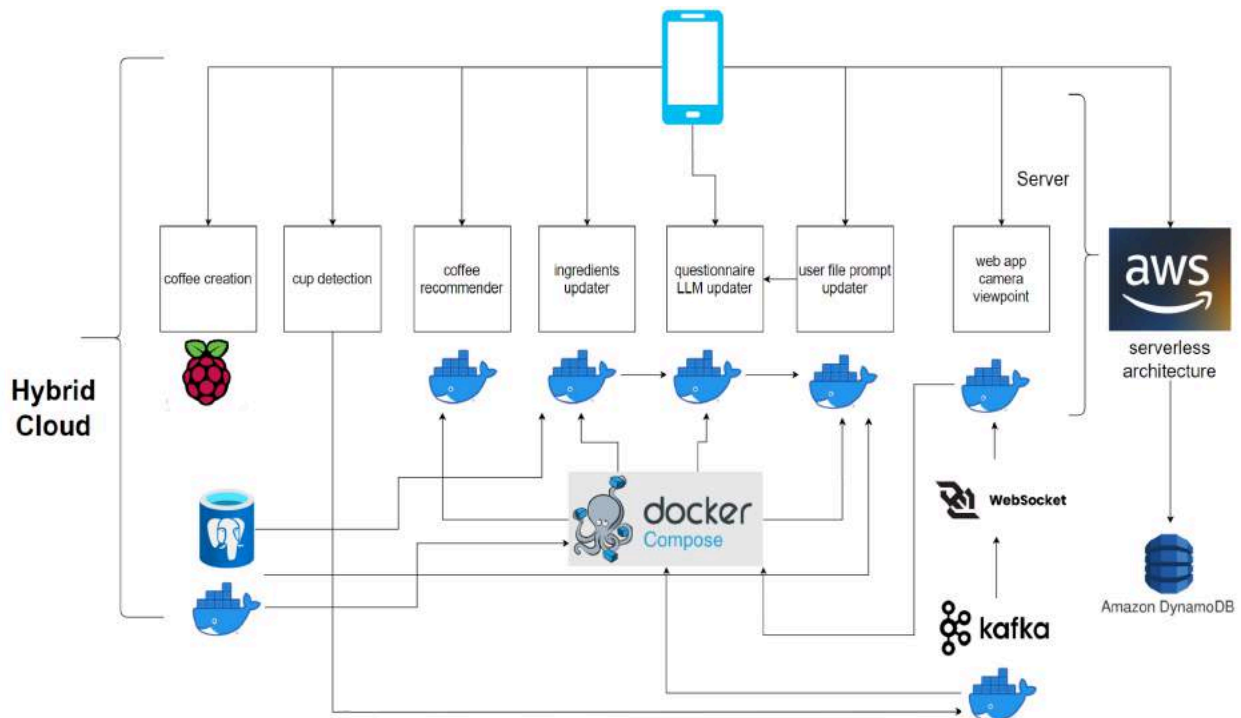 Server
coffee creation
cup detection
coffee
recommender
ingredients
updater
questionnaire
LLM updater
user file prompt
updater
web app
camera
viewpoint
aws
serverless
architecture
Hybrid
Cloud
docker
Compose
WebSocket
kafka
Amazon DynamoDB